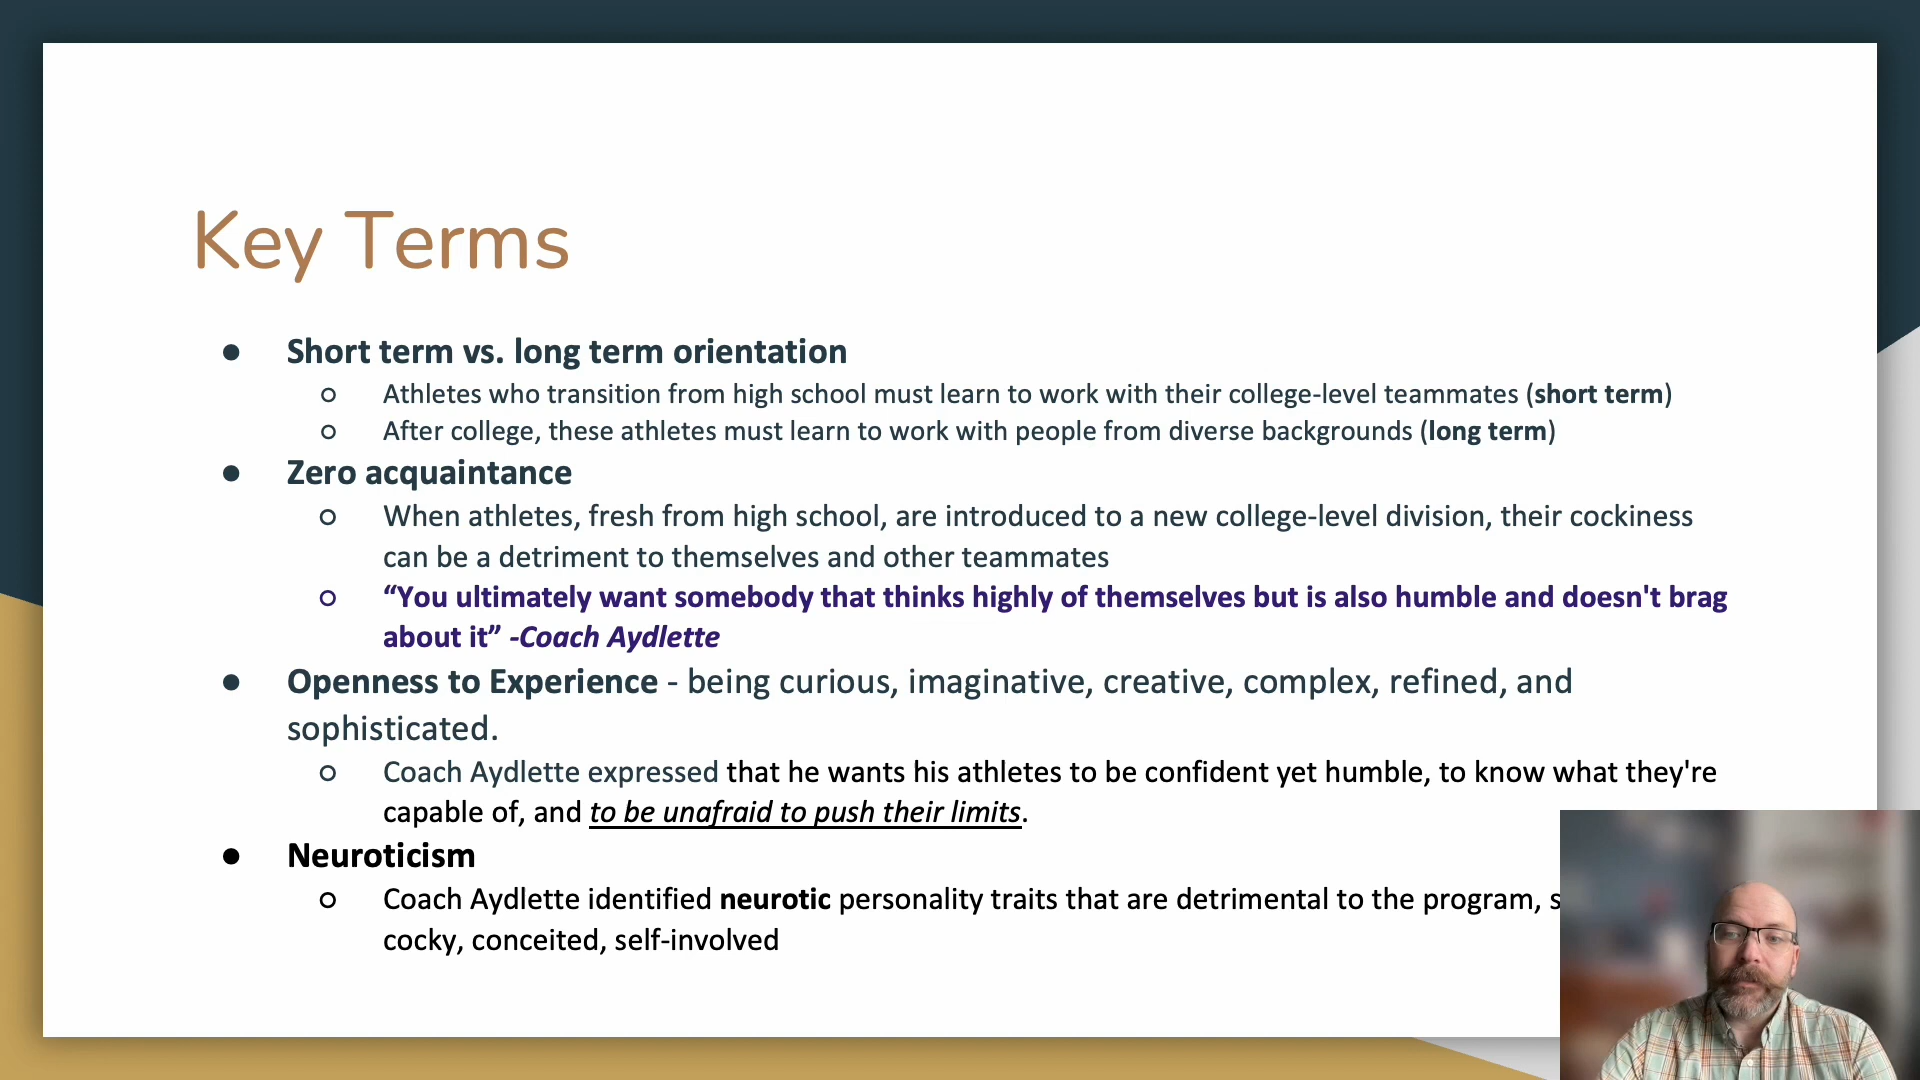 Key Terms
● Short term vs. long term orientation
○ Athletes who transition from high school must learn to work with their college-level teammates (short term)
○ After college, these athletes must learn to work with people from diverse backgrounds (long term)
● Zero acquaintance
○ When athletes, fresh from high school, are introduced to a new college-level division, their cockiness
can be a detriment to themselves and other teammates
○ “You ultimately want somebody that thinks highly of themselves but is also humble and doesn't brag
about it” -Coach Aydlette
● Openness to Experience - being curious, imaginative, creative, complex, refined, and
sophisticated.
○ Coach Aydlette expressed that he wants his athletes to be confident yet humble, to know what they're
capable of, and to be unafraid to push their limits.
● Neuroticism
○ Coach Aydlette identified neurotic personality traits that are detrimental to the program,
cocky, conceited, self-involved